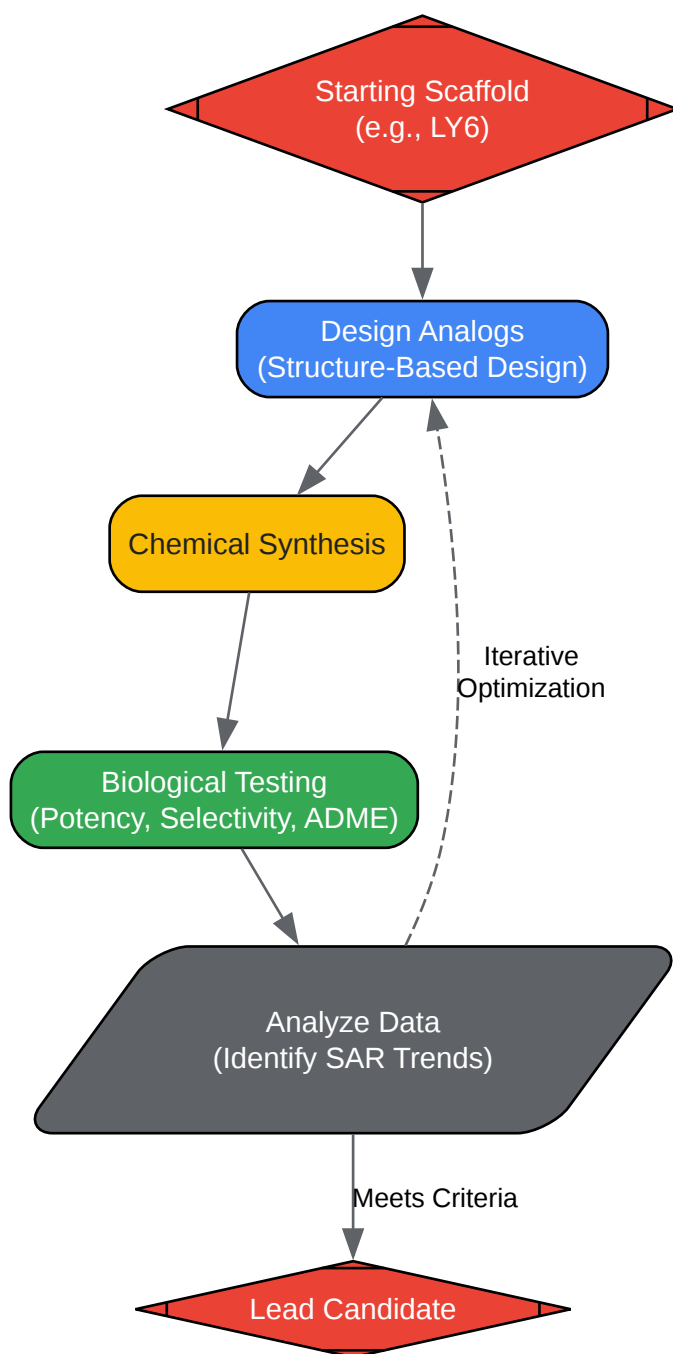 Starting Scaffold
(e.g., LY6)
Design Analogs
(Structure-Based Design)
Chemical Synthesis
Iterative
Optimization
Biological Testing
(Potency, Selectivity, ADME)
Analyze Data
(Identify SAR Trends)
Meets Criteria
Lead Candidate